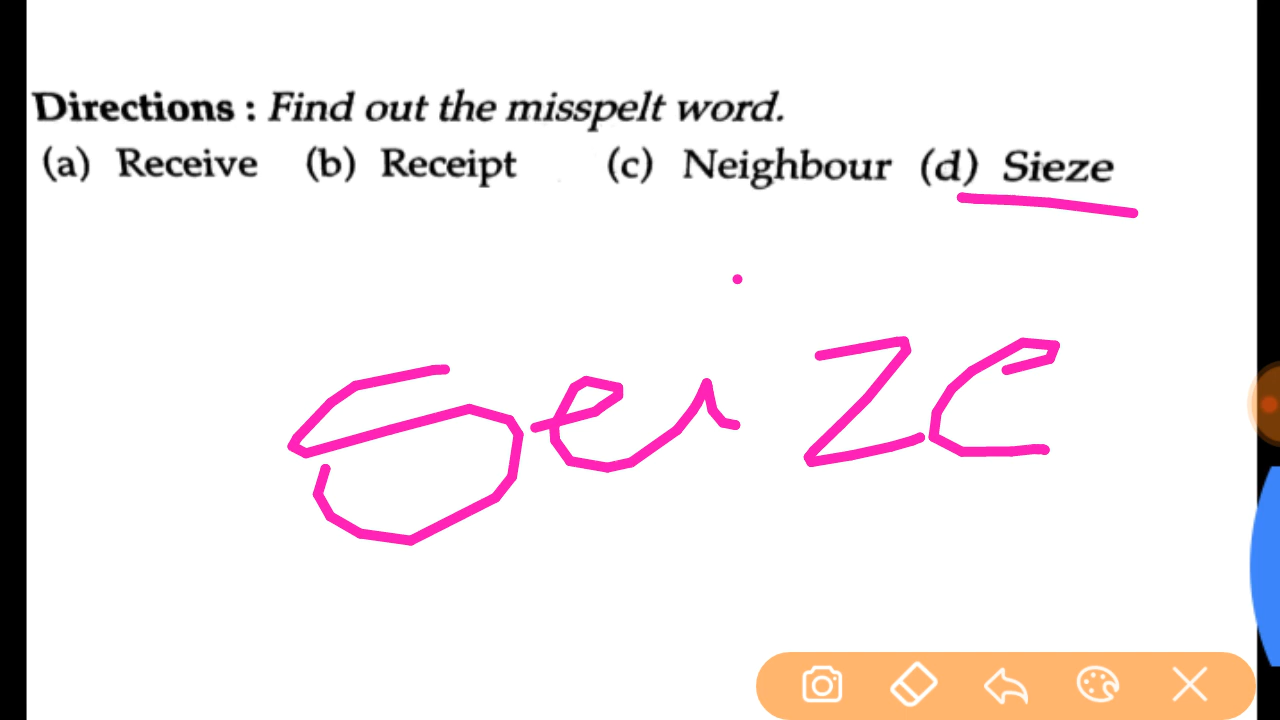 Directions : Find out the misspelt word.
(a) Receive (b) Receipt (c) Neighbour (d) Sieze
Seize